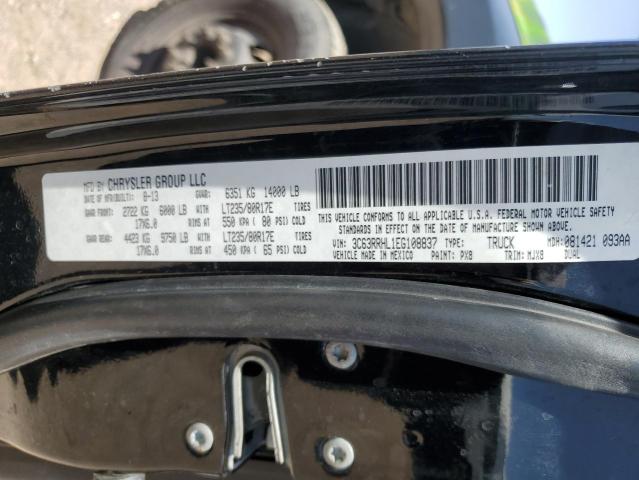 MFD BY CHRYSLER GROUP LLC
DATE OF MFR(BUILT): 8-13 GVWR: 6351 KG 14000 LB
GAWR FRONT: 2722 KG 6000 LB WITH LT235/80R17E TIRES
17X6.0 RIMS AT 550 KPA ( 80 PSI) COLD
GAWR REAR: 4423 KG 9750 LB WITH LT235/80R17E TIRES
17X6.0 RIMS AT 450 KPA ( 65 PSI) COLD
THIS VEHICLE CONFORMS TO ALL APPLICABLE U.S.A. FEDERAL MOTOR VEHICLE SAFETY
STANDARDS IN EFFECT ON THE DATE OF MANUFACTURE SHOWN ABOVE.
VIN: 3C63RRHL1EG108837 TYPE: TRUCK MDH: 081421 093AA
VEHICLE MADE IN MEXICO PAINT: PX8 TRIM: MJX8 DUAL